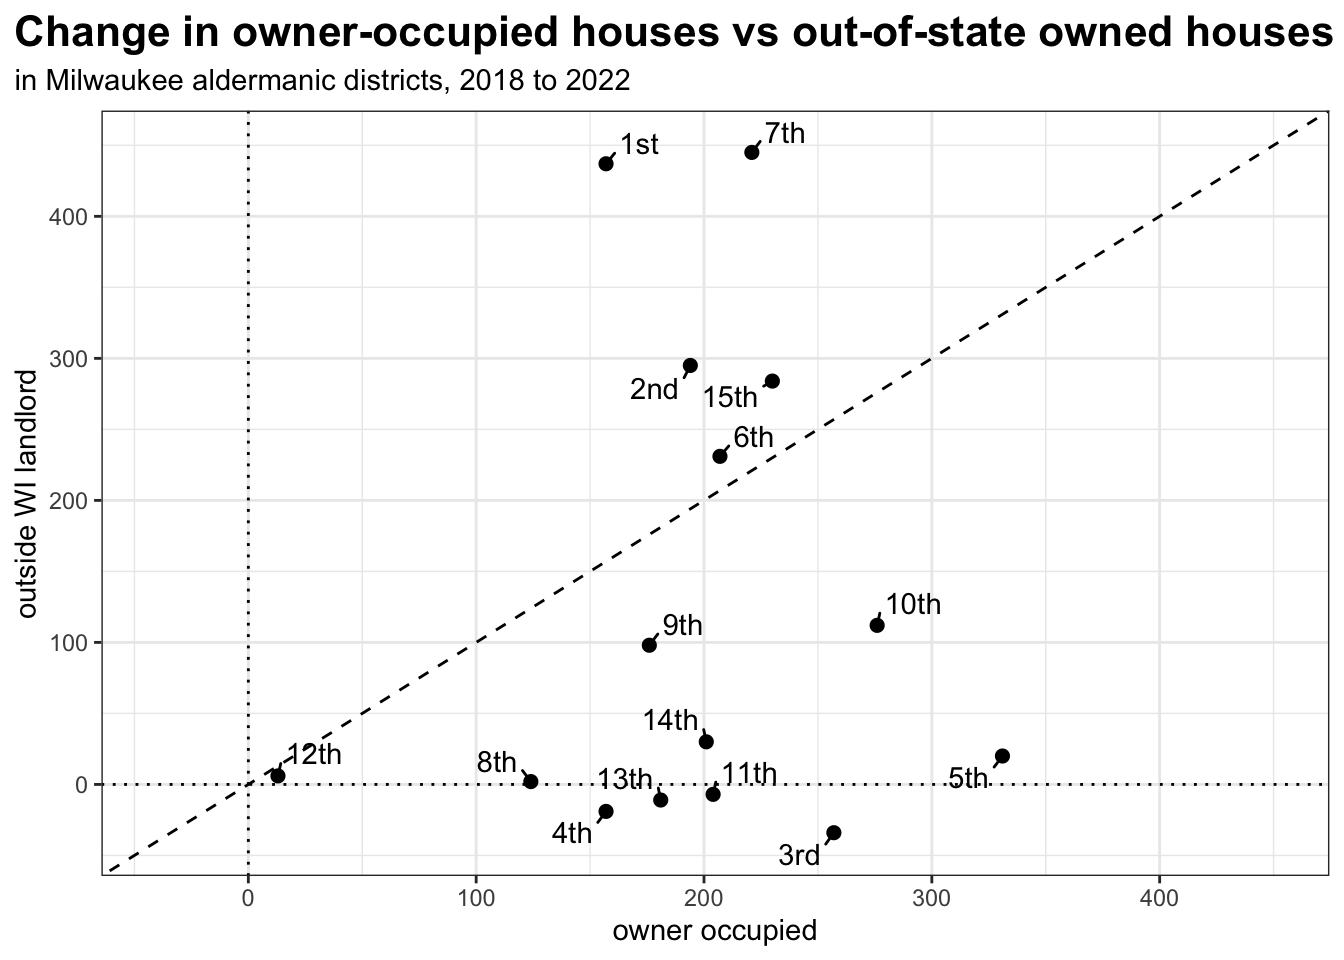 Change in owner-occupied houses vs out-of-state owned houses
in Milwaukee aldermanic districts, 2018 to 2022
outside WI landlord
400
300
200
100
0
1st
7th
2nd
15th
6th
10th
9th
14th
12th
8th
13th
11th
5th
4th
3rd
0
100
200
300
400
owner occupied